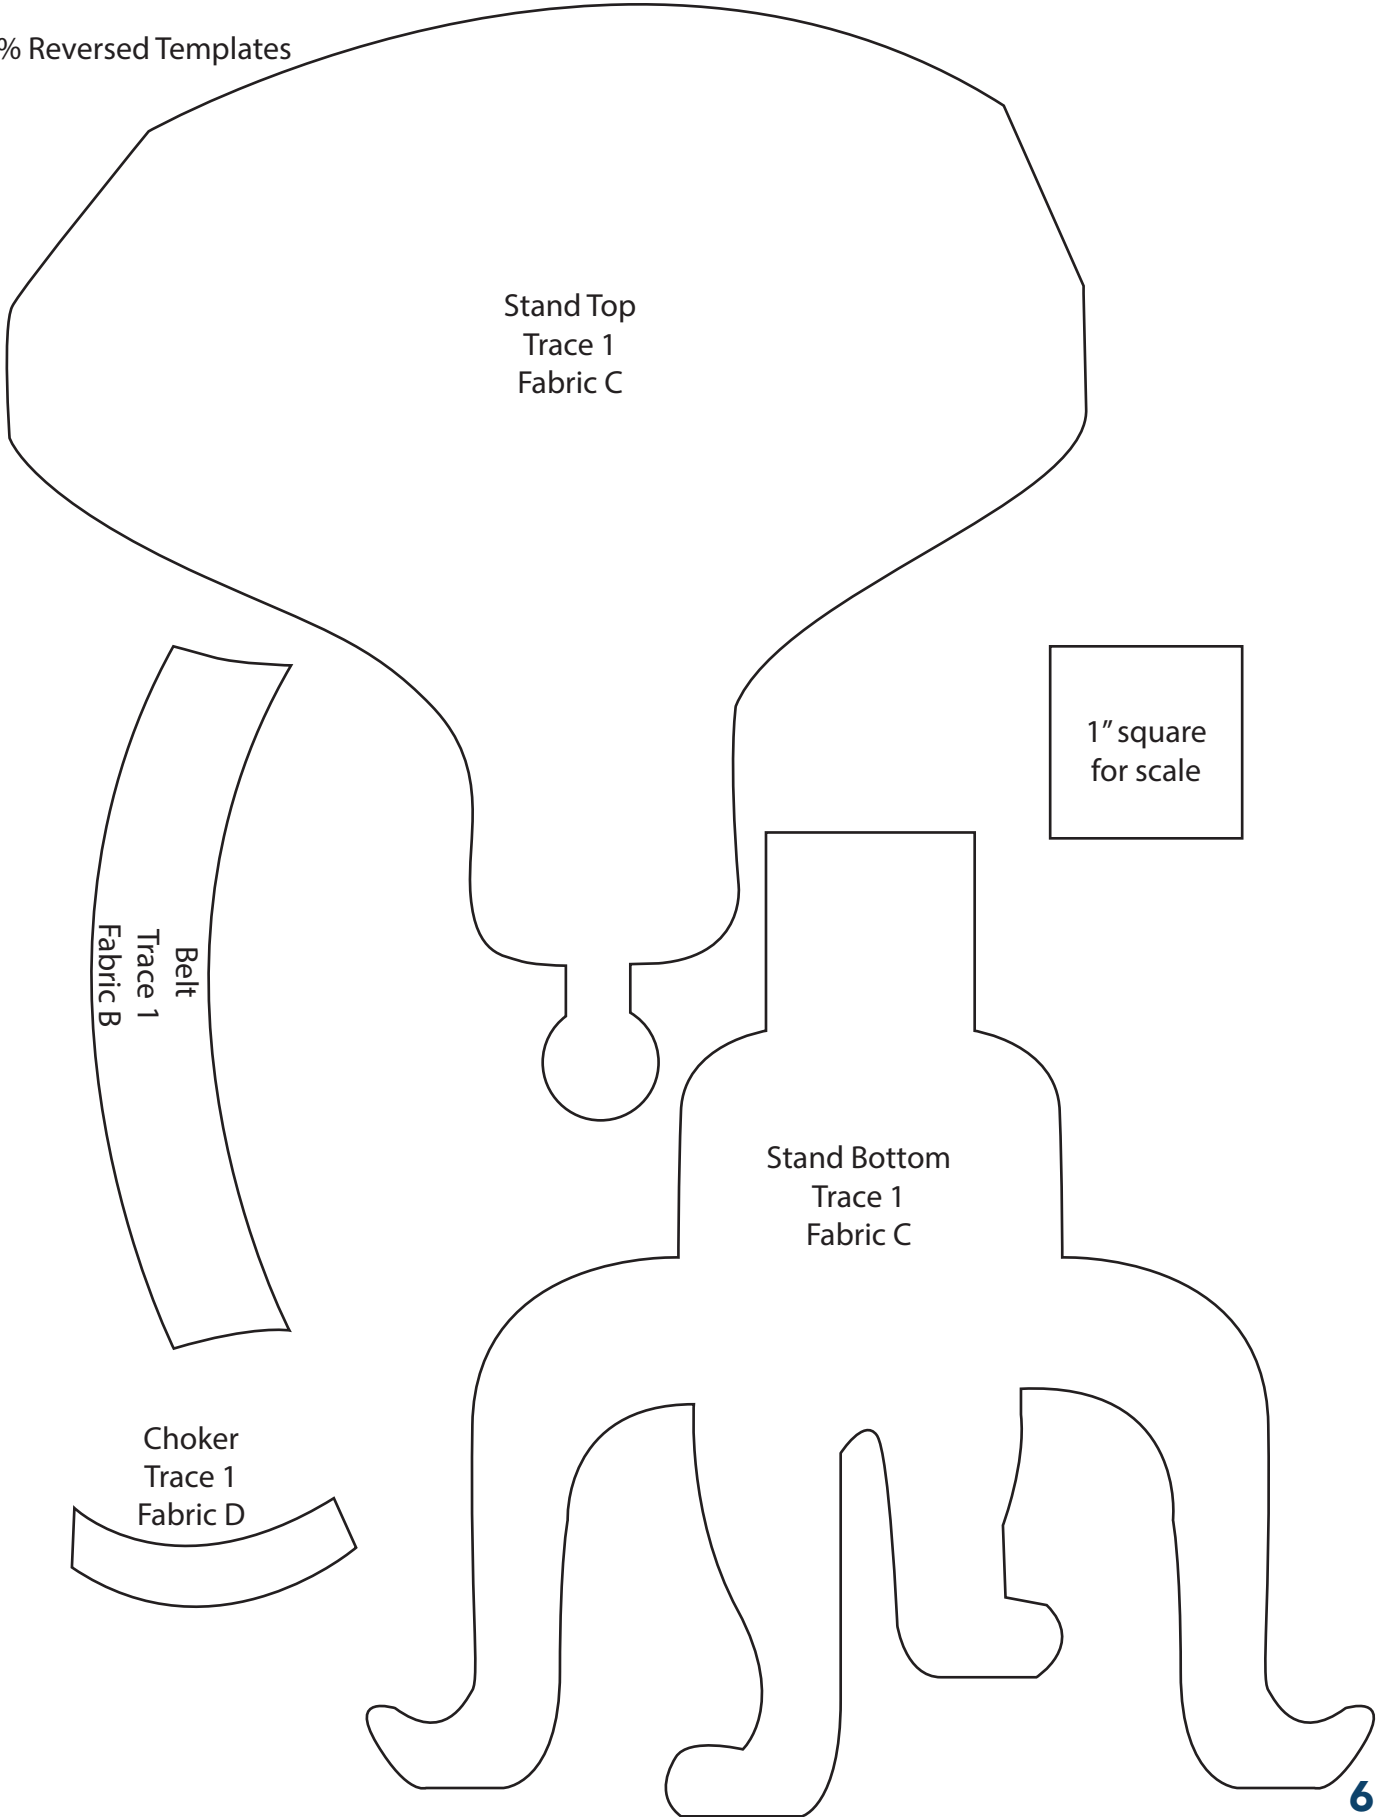 % Reversed Templates
Stand Top
Trace 1
Fabric C
1” square
for scale
Belt
Trace 1
Fabric B
Stand Bottom
Trace 1
Fabric C
Choker
Trace 1
Fabric D
6